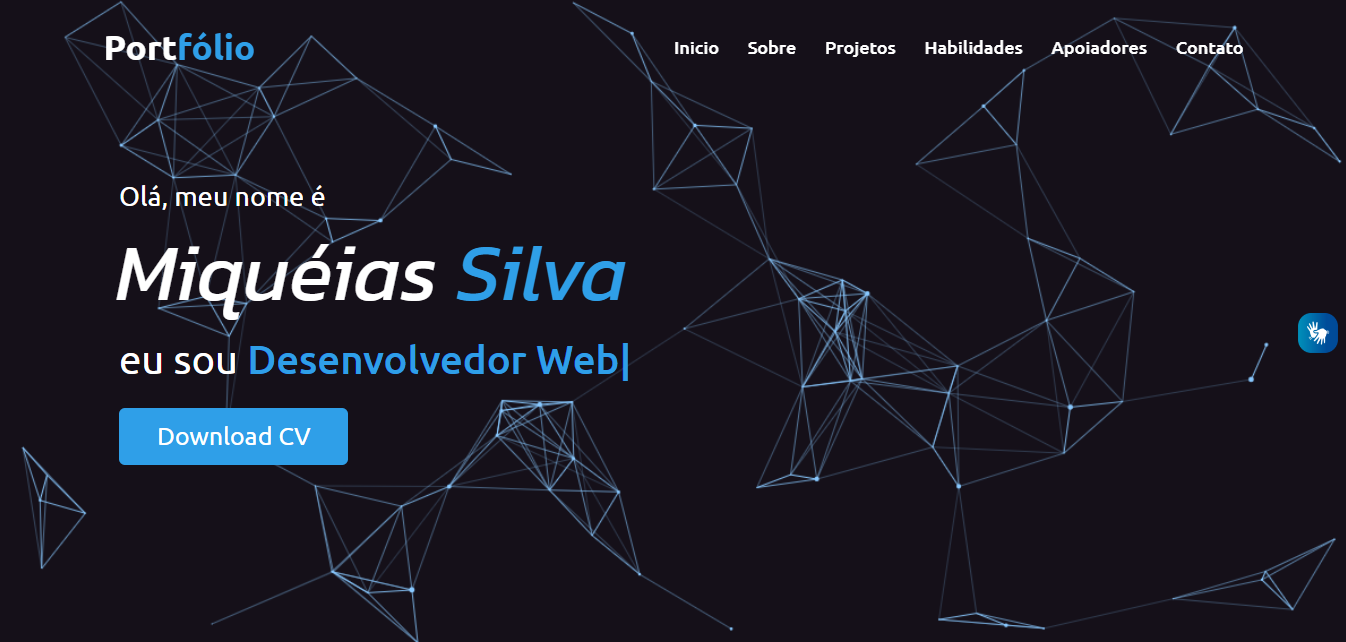 Portfólio
Inicio Sobre Projetos Habilidades Apoiadores Contato
Olá, meu nome é
Miquéias Silva
eu sou Desenvolvedor Web|
Download CV